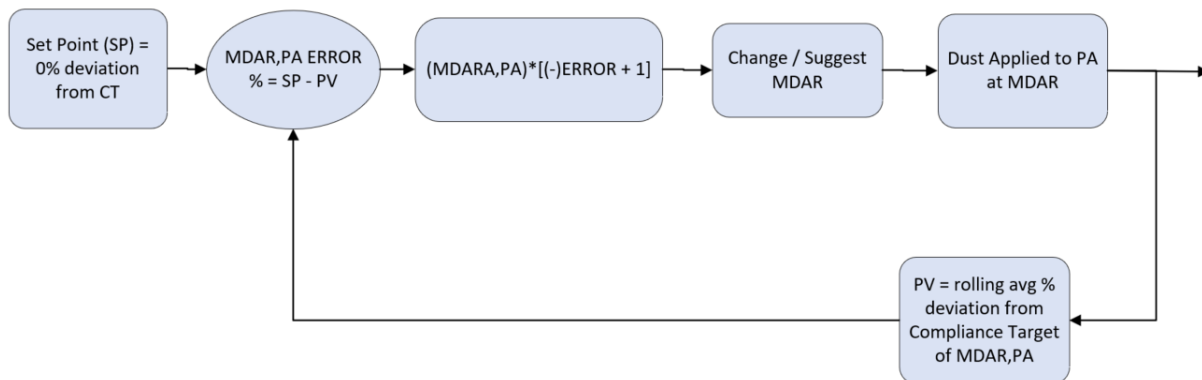 Set Point (SP) =
0% deviation
from CT
MDAR,PA ERROR
% = SP - PV
(MDARA,PA)*[(-)ERROR + 1]
Change / Suggest
MDAR
Dust Applied to PA
at MDAR
PV = rolling avg %
deviation from
Compliance Target
of MDAR,PA